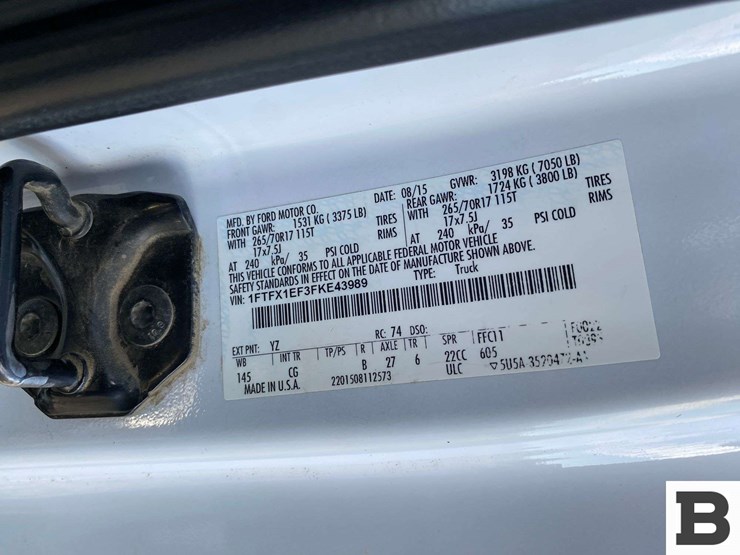 MFD. BY FORD MOTOR CO.
DATE: 08/15 GVWR: 3198 KG ( 7050 LB)
FRONT GAWR: 1531 KG ( 3375 LB) REAR GAWR: 1724 KG ( 3800 LB)
WITH 265/70R17 115T TIRES WITH 265/70R17 115T TIRES
17x7.5J RIMS 17x7.5J RIMS
AT 240 kPa/ 35 PSI COLD AT 240 kPa/ 35 PSI COLD
THIS VEHICLE CONFORMS TO ALL APPLICABLE FEDERAL MOTOR VEHICLE
SAFETY STANDARDS IN EFFECT ON THE DATE OF MANUFACTURE SHOWN ABOVE.
VIN: 1FTFX1EF3FKE43989 TYPE: Truck
EXT PNT: YZ RC: 74 DSO:
WB INT TR TP/PS R AXLE TR SPR FFC11
145 CG B 27 6 22CC 605
MADE IN U.S.A. 2201508112573 ULC
B